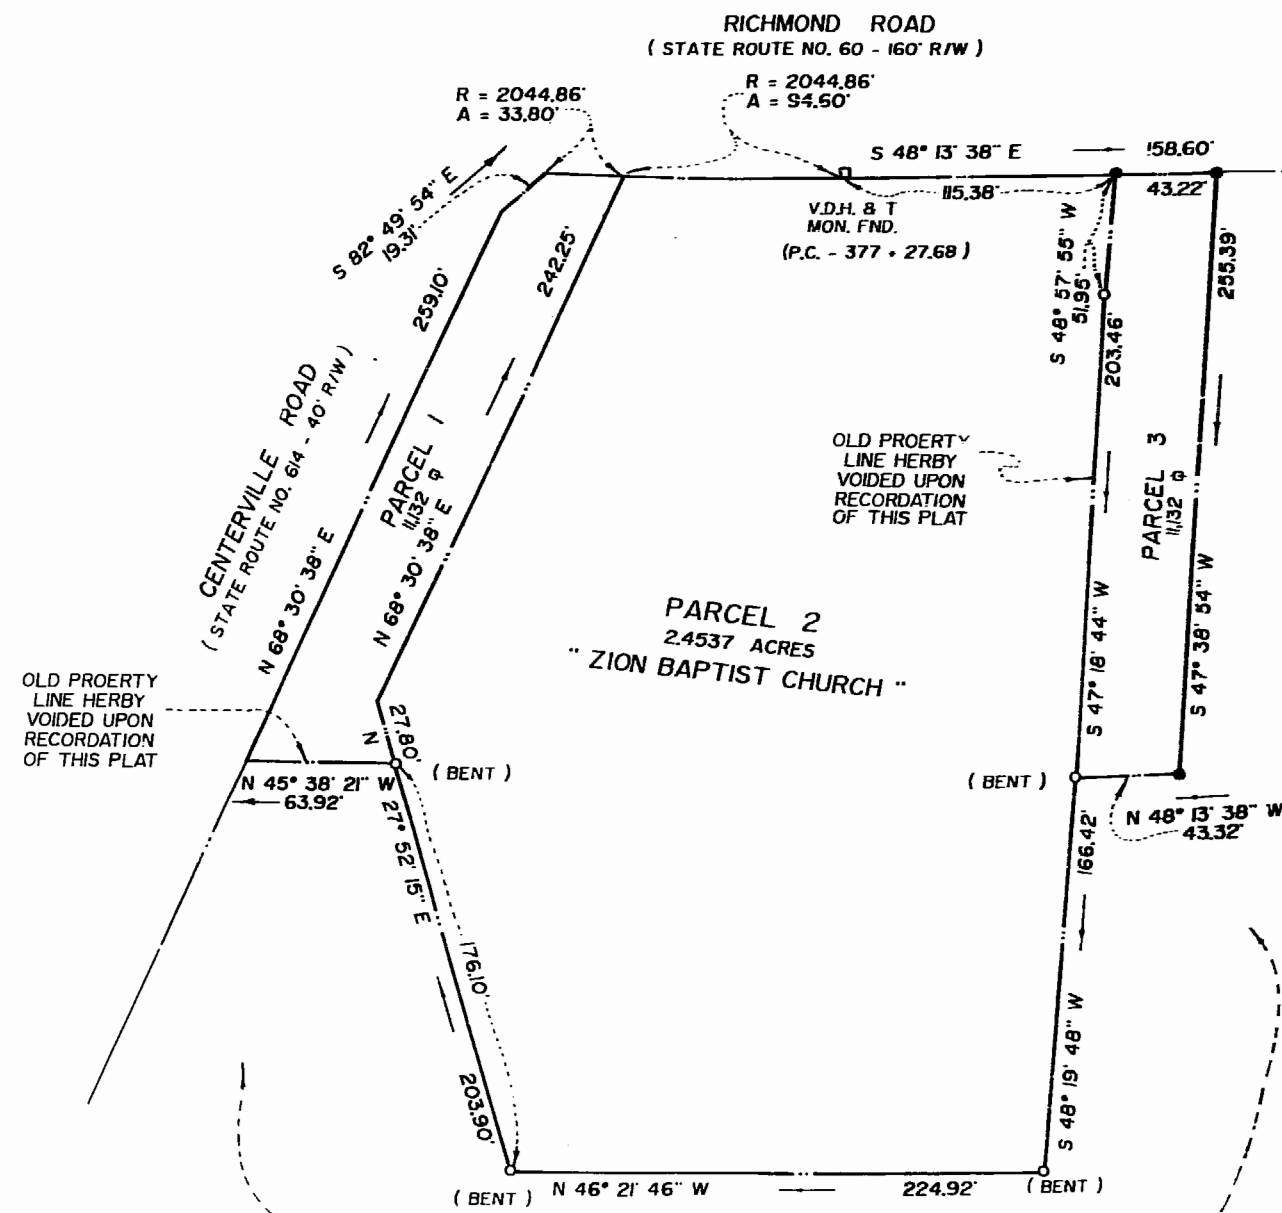 RICHMOND ROAD
( STATE ROUTE NO. 60 - 160' R/W )
R = 2044.86'
A = 33.80'
R = 2044.86'
A = 94.60'
S 48° 13' 38" E
158.60'
115.38'
43.22'
V.D.H. & T
MON. FND.
(P.C. - 377 + 27.68 )
S 82° 49' 54" E
19.31'
259.10'
242.25'
S 48° 57' 55" W
51.95'
203.46'
255.39'
CENTERVILLE ROAD
( STATE ROUTE NO. 614 - 40' R/W )
N 68° 30' 38" E
PARCEL 1
11,132
N 68° 30' 38" E
OLD PROERTY
LINE HERBY
VOIDED UPON
RECORDATION
OF THIS PLAT
PARCEL 3
11,132
PARCEL 2
2.4537 ACRES
" ZION BAPTIST CHURCH "
S 47° 18' 44" W
S 47° 38' 54" W
OLD PROERTY
LINE HERBY
VOIDED UPON
RECORDATION
OF THIS PLAT
27.80'
( BENT )
( BENT )
N 45° 38' 21" W
63.92'
N 48° 13' 38" W
43.32'
N 27° 52' 15" E
166.42'
176.10'
203.90'
S 48° 19' 48" W
( BENT )
N 46° 21' 46" W
224.92'
( BENT )